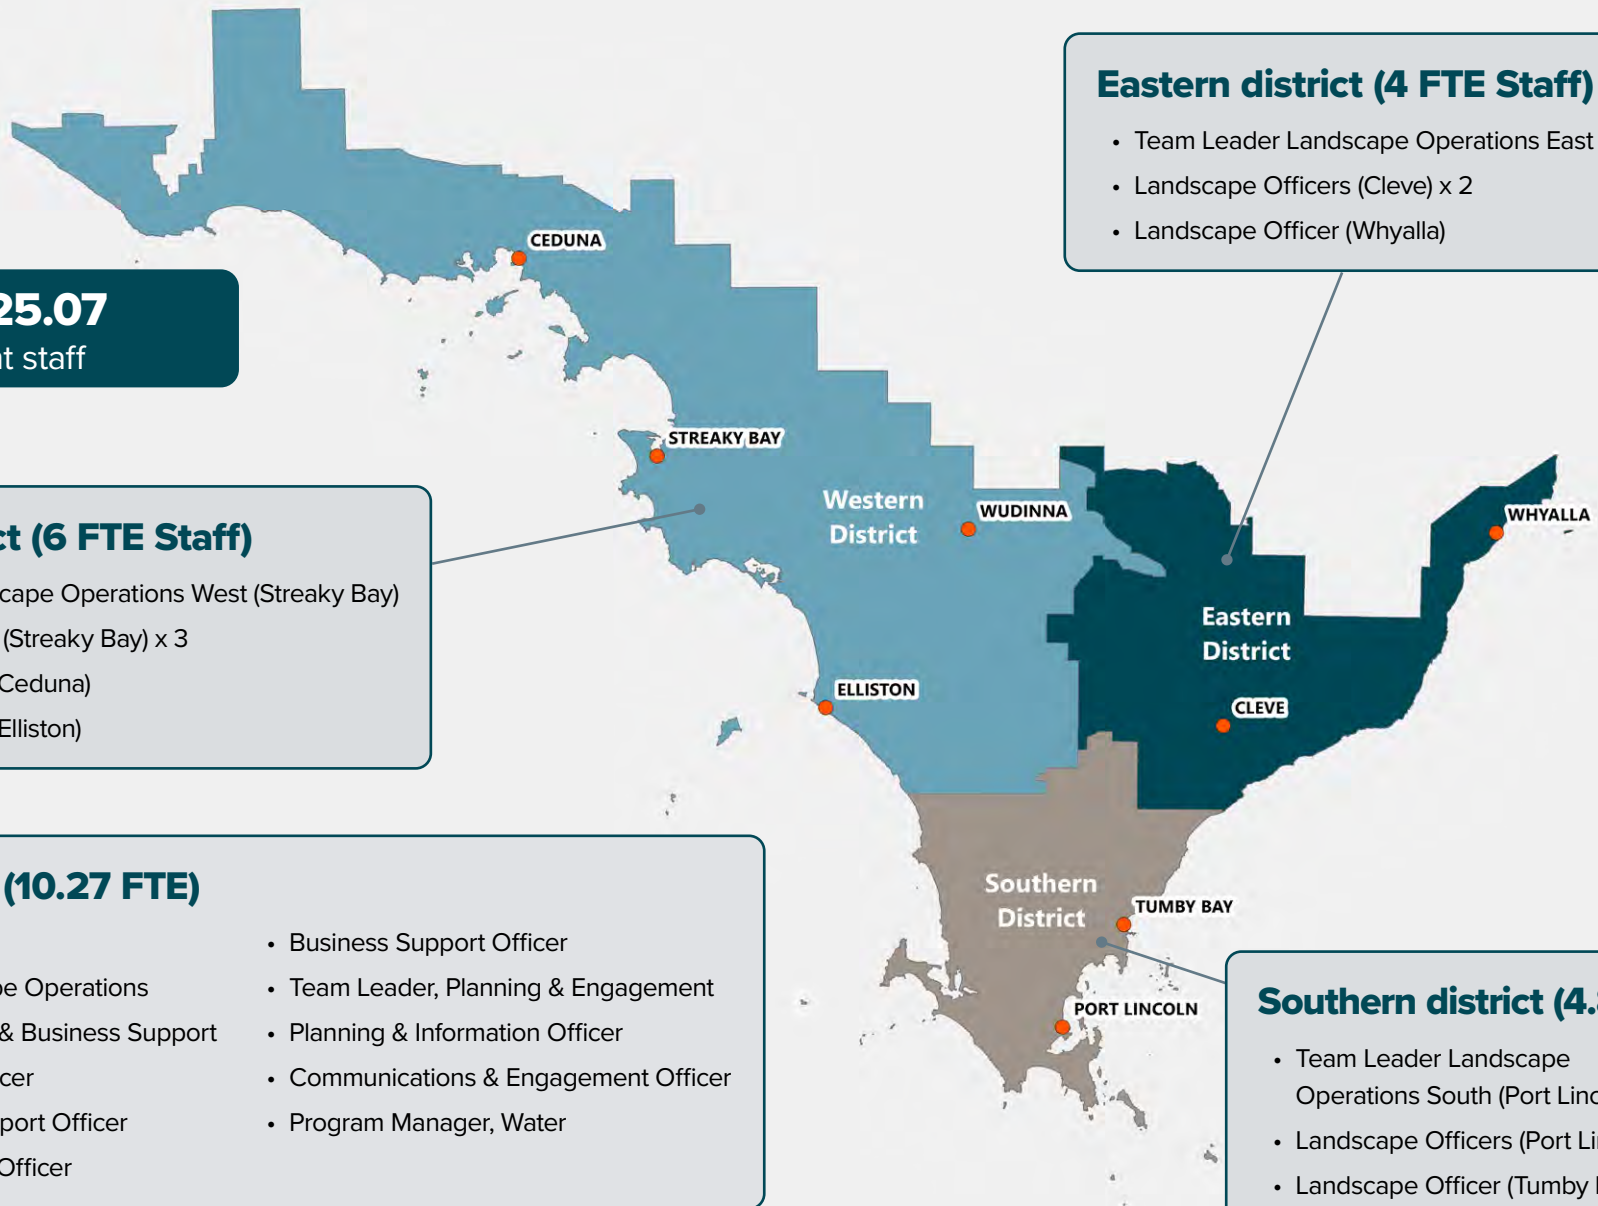 Eastern district (4 FTE Staff)
• Team Leader Landscape Operations East
• Landscape Officers (Cleve) x 2
• Landscape Officer (Whyalla)
CEDUNA
25.07
staff
STREAKY BAY
Western
District
WUDINNA
WHYALLA
(6 FTE Staff)
Operations West (Streaky Bay)
(Streaky Bay) x 3
Ceduna)
Elliston)
Eastern
District
ELLISTON
CLEVE
(10.27 FTE)
Operations
& Business Support
Officer
Officer
• Business Support Officer
• Team Leader, Planning & Engagement
• Planning & Information Officer
• Communications & Engagement Officer
• Program Manager, Water
Southern
District
TUMBY BAY
PORT LINCOLN
Southern district (4.
• Team Leader Landscape
Operations South (Port
• Landscape Officers (Port
• Landscape Officer (Tumby